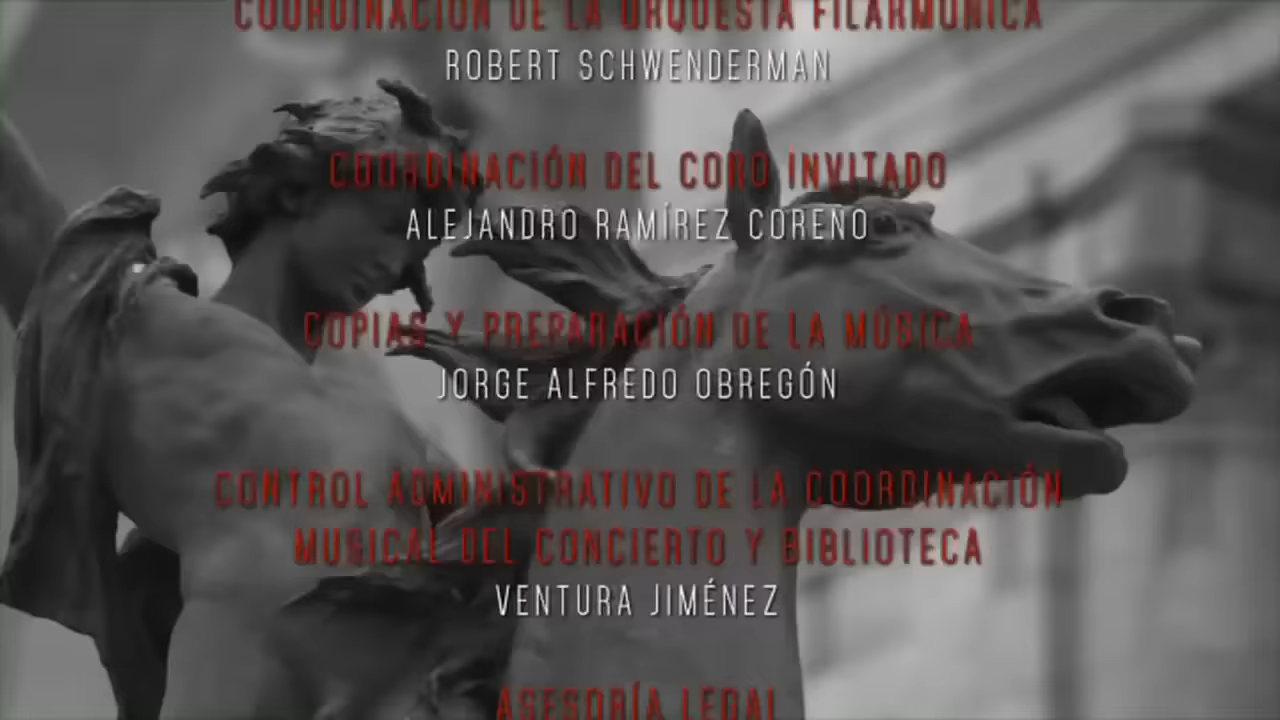 COORDINACIÓN DE LA ORQUESTA FILARMÓNICA
ROBERT SCHWENDERMAN
COORDINACIÓN DEL CORO INVITADO
ALEJANDRO RAMÍREZ COREÑO
COPIAS Y PREPARACIÓN DE LA MÚSICA
JORGE ALFREDO OBREGÓN
CONTROL ADMINISTRATIVO DE LA COORDINACIÓN
MUSICAL DEL CONCIERTO Y BIBLIOTECA
VENTURA JIMÉNEZ
ASESORÍA LEGAL